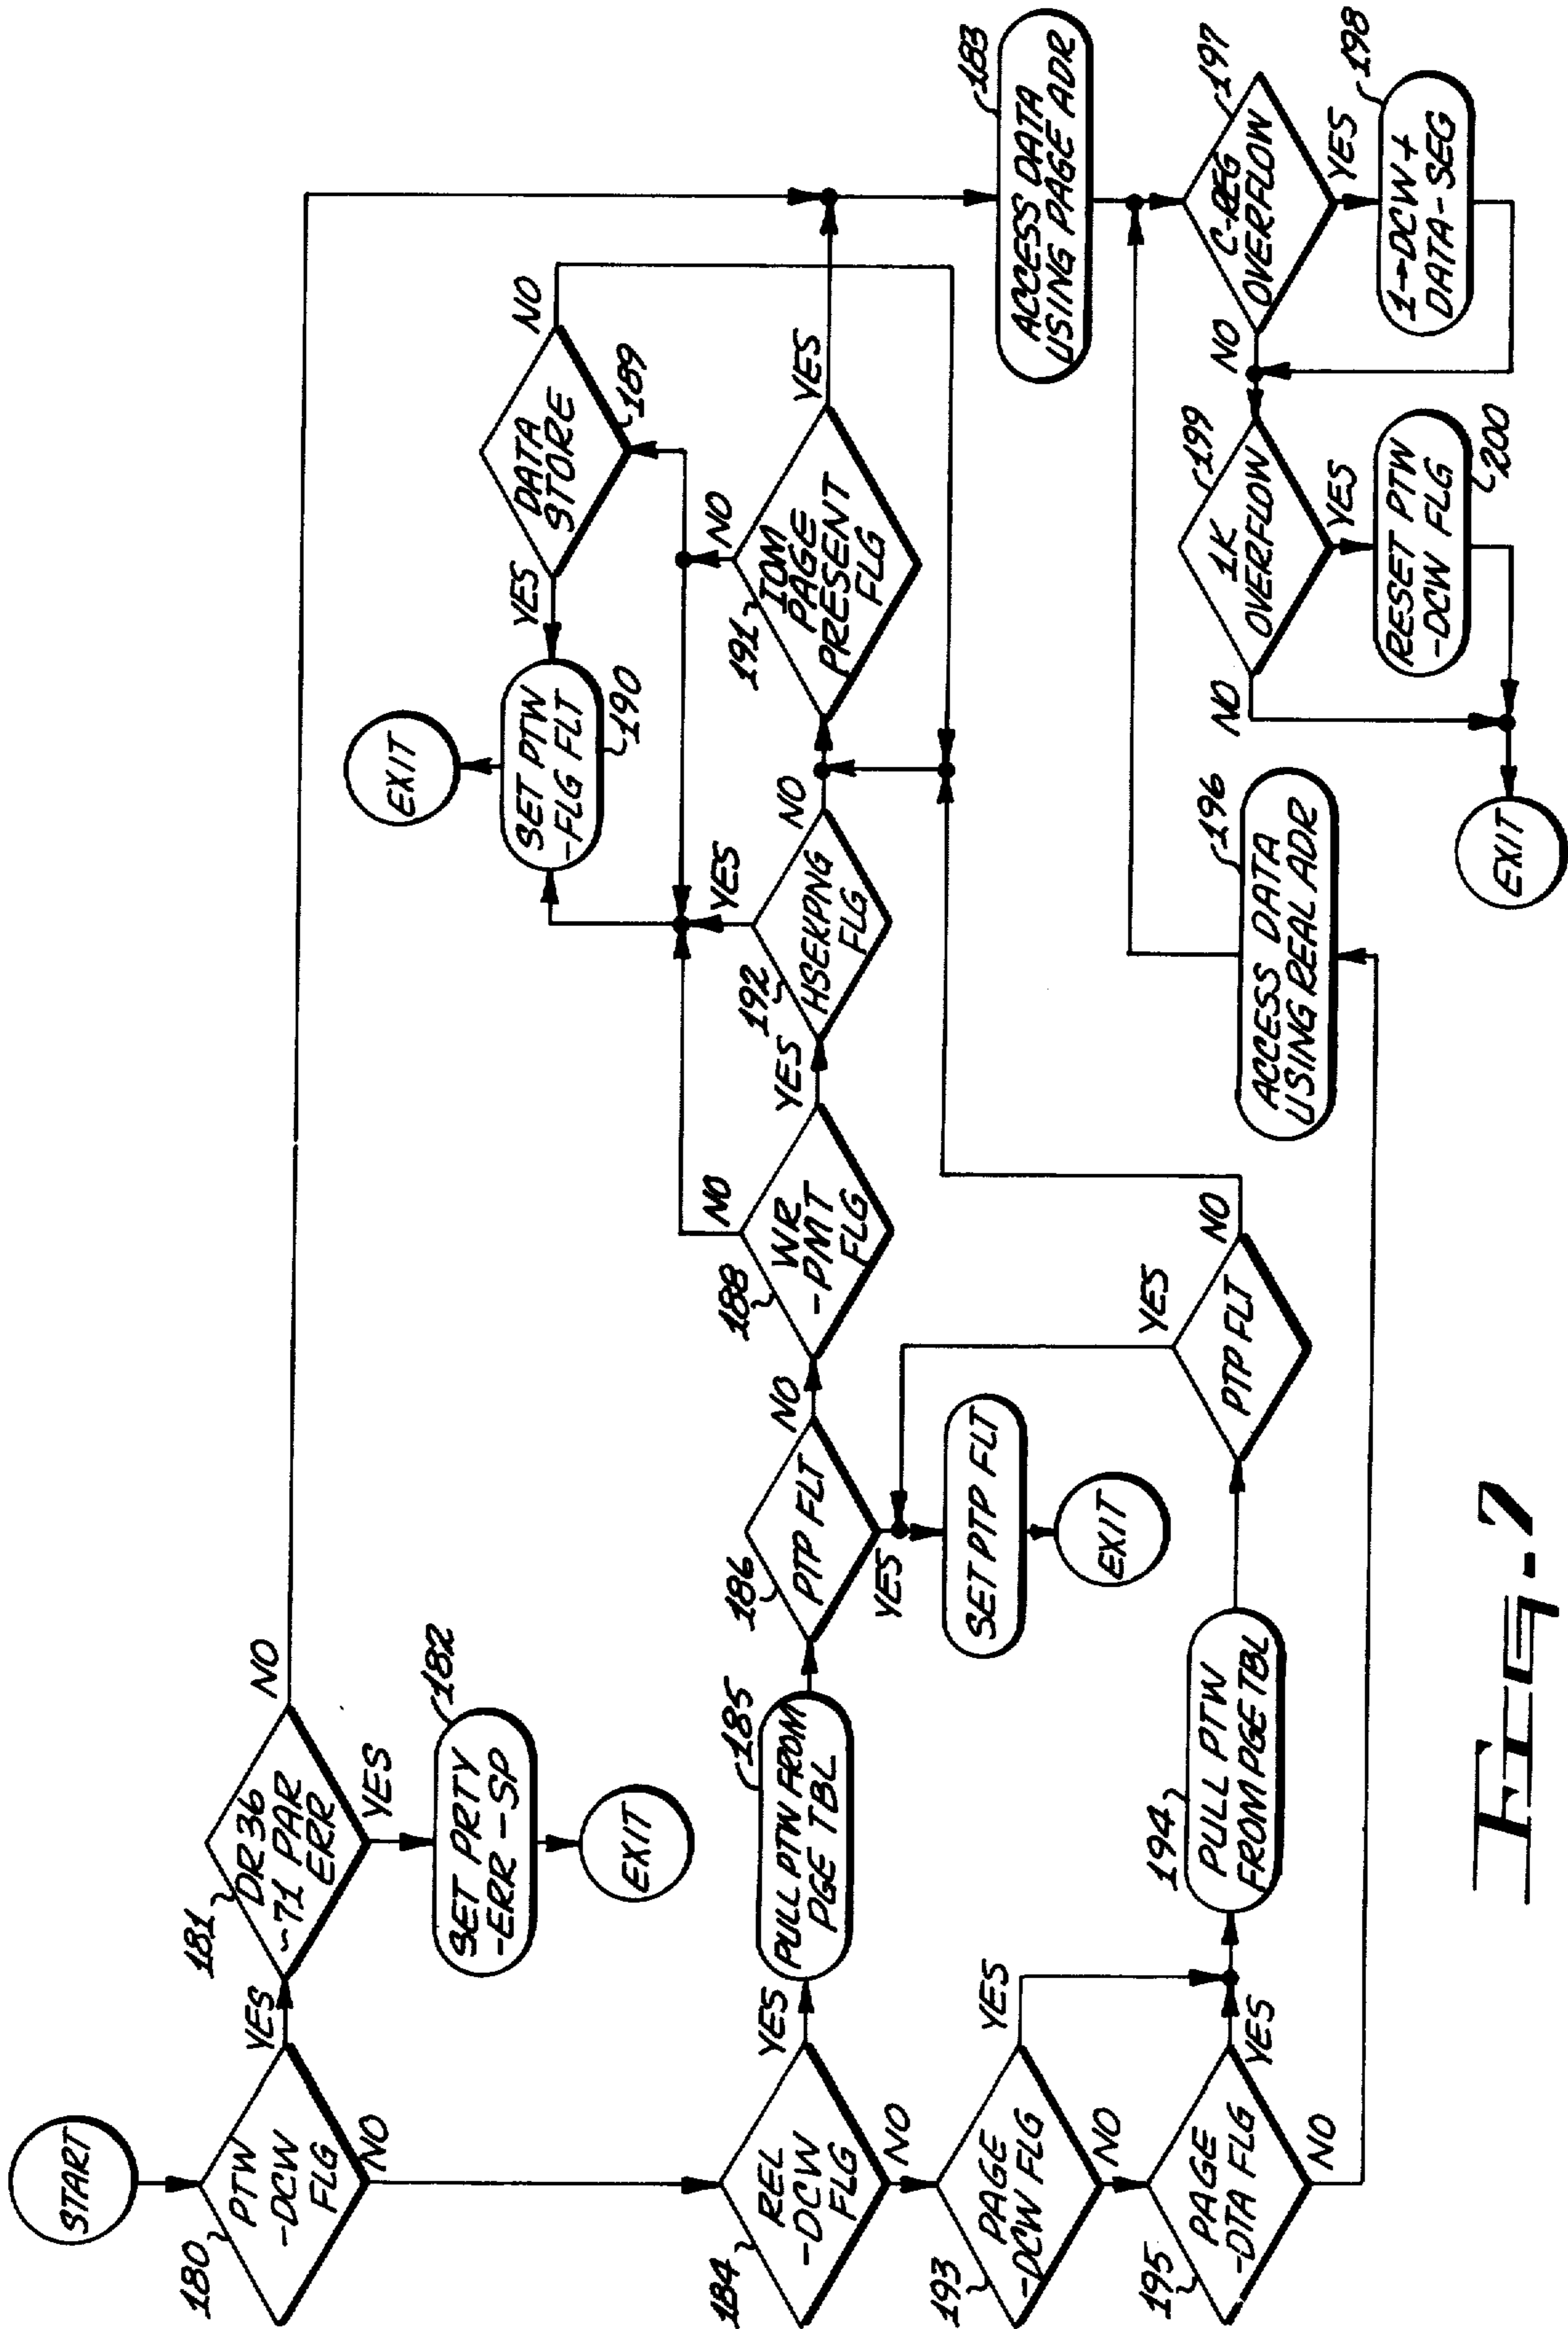 START
180
PTW
-DCW
FLG
YES
NO
181
DR36
~71 PAR
ERR
NO
YES
182
SET PRTY
-ERR-SP
EXIT
184
REL
-DCW
FLG
YES
NO
185
PULL PTW FROM
PGE TBL
186
PTP FLT
NO
YES
SET PTP FLT
EXIT
188
WR
-PMT
FLG
NO
YES
192
HSEKPNG
FLG
YES
NO
191
IOM
PAGE
PRESENT
FLG
NO
YES
DATA
STORE
189
YES
NO
SET PTW
-FLG FLT
190
EXIT
193
PAGE
-DCW FLG
YES
NO
195
PAGE
-DTA FLG
YES
NO
194
PULL PTW
FROM PGE TBL
PTP FLT
YES
NO
196
ACCESS DATA
USING REAL ADR
183
ACCESS DATA
USING PAGE ADR
197
C-REG
OVERFLOW
NO
YES
198
1→DCW+
DATA-SEG
199
1K
OVERFLOW
NO
YES
RESET PTW
-DCW FLG
200
EXIT
FIG-7